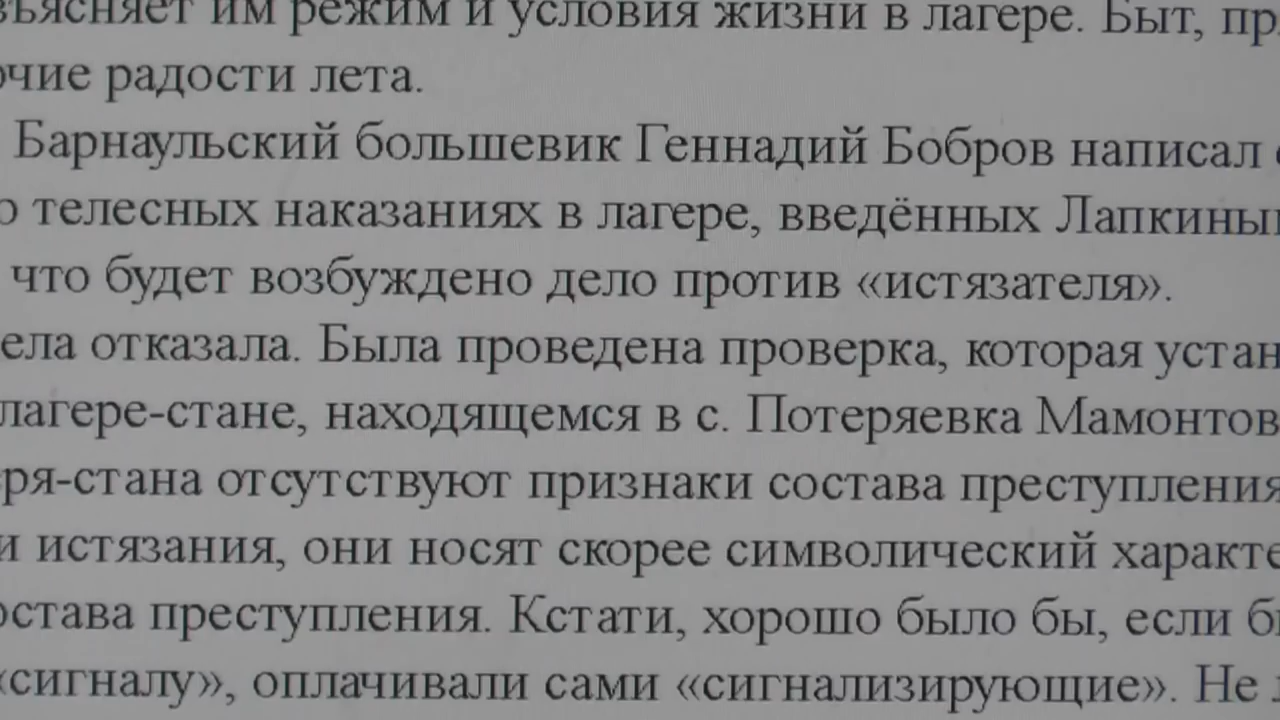 ъясняет им режим и условия жизни в лагере. Быт, пр
очие радости лета.
Барнаульский большевик Геннадий Бобров написал
о телесных наказаниях в лагере, введённых Лапкины
что будет возбуждено дело против «истязателя».
ела отказала. Была проведена проверка, которая устан
лагере-стане, находящемся в с. Потеряевка Мамонтов
ря-стана отсутствуют признаки состава преступления
и истязания, они носят скорее символический характе
остава преступления. Кстати, хорошо было бы, если б
«сигналу», оплачивали сами «сигнализирующие». Не